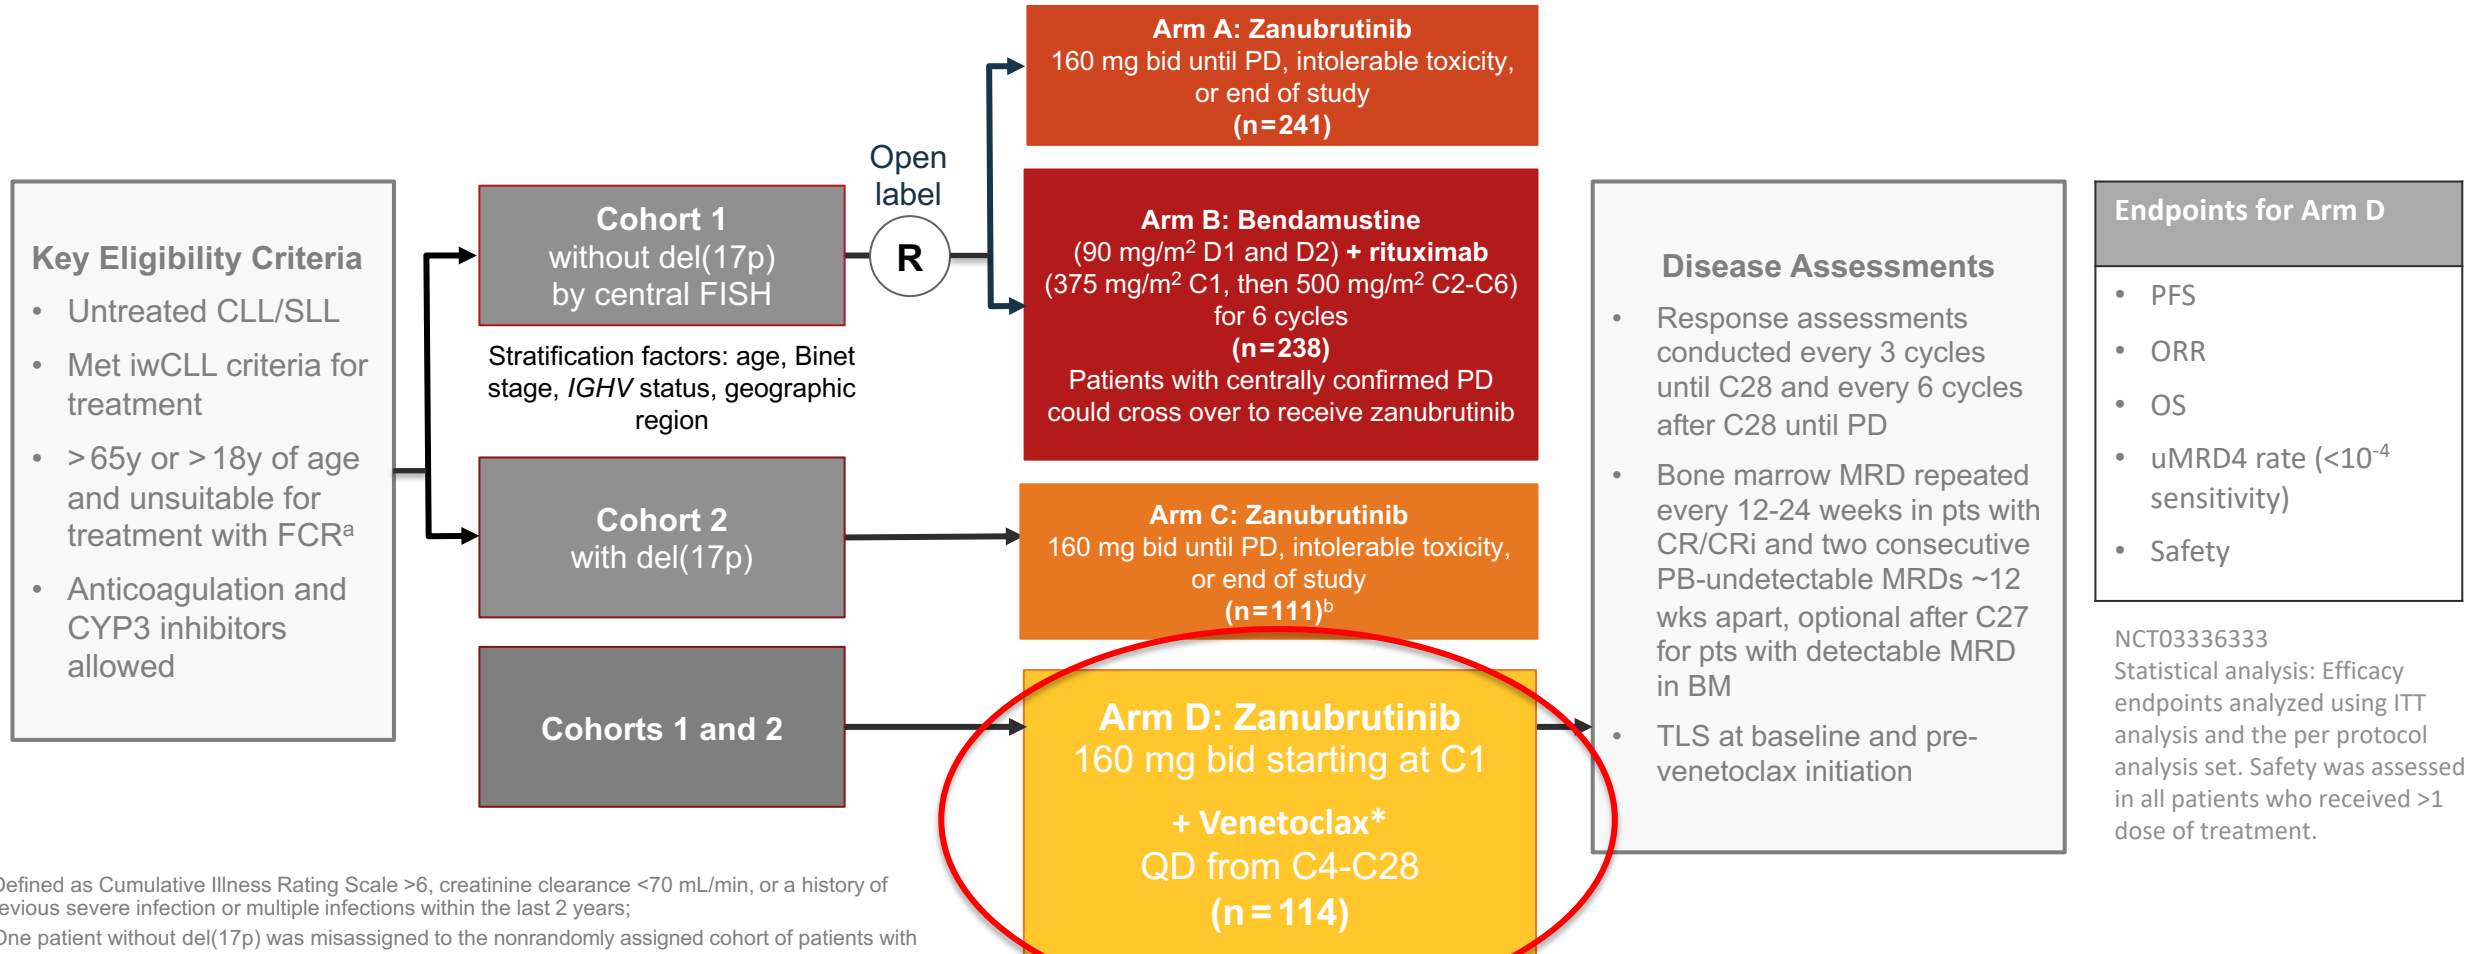 Key Eligibility Criteria
• Untreated CLL/SLL
• Met iwCLL criteria for
treatment
• >65y or >18y of age
and unsuitable for
treatment with FCRᵃ
• Anticoagulation and
CYP3 inhibitors
allowed
Cohort 1
without del(17p)
by central FISH
Stratification factors: age, Binet
stage, IGHV status, geographic
region
Cohort 2
with del(17p)
Cohorts 1 and 2
Open
label
R
Arm A: Zanubrutinib
160 mg bid until PD, intolerable toxicity,
or end of study
(n=241)
Arm B: Bendamustine
(90 mg/m² D1 and D2) + rituximab
(375 mg/m² C1, then 500 mg/m² C2-C6)
for 6 cycles
(n=238)
Patients with centrally confirmed PD
could cross over to receive zanubrutinib
Arm C: Zanubrutinib
160 mg bid until PD, intolerable toxicity,
or end of study
(n=111)ᵇ
Arm D: Zanubrutinib
160 mg bid starting at C1
+ Venetoclax*
QD from C4-C28
(n=114)
Disease Assessments
• Response assessments
conducted every 3 cycles
until C28 and every 6 cycles
after C28 until PD
• Bone marrow MRD repeated
every 12-24 weeks in pts with
CR/CRi and two consecutive
PB-undetectable MRDs ~12
wks apart, optional after C27
for pts with detectable MRD
in BM
• TLS at baseline and pre-
venetoclax initiation
Endpoints for Arm D
• PFS
• ORR
• OS
• uMRD4 rate (<10⁻⁴
sensitivity)
• Safety
NCT03336333
Statistical analysis: Efficacy
endpoints analyzed using ITT
analysis and the per protocol
analysis set. Safety was assessed
in all patients who received >1
dose of treatment.
Defined as Cumulative Illness Rating Scale >6, creatinine clearance <70 mL/min, or a history of
evious severe infection or multiple infections within the last 2 years;
One patient without del(17p) was misassigned to the nonrandomly assigned cohort of patients with